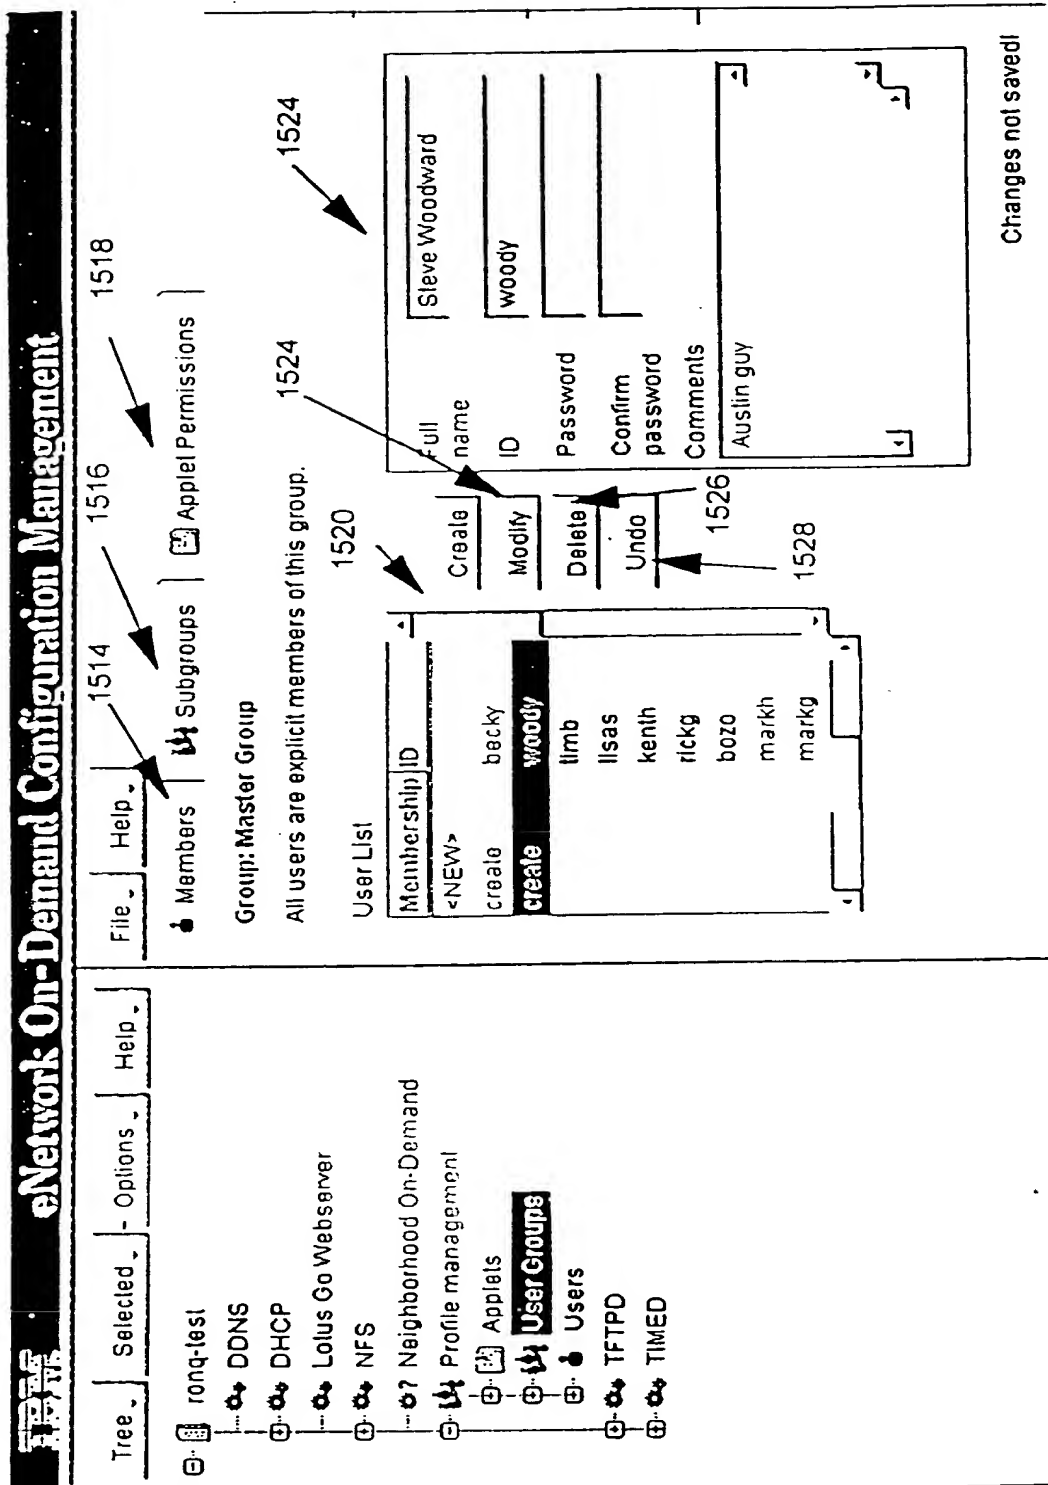 IBM eNetwork On-Demand Configuration Management
Tree Selected Options Help
ronq-test
DDNS
DHCP
Lotus Go Webserver
NFS
? Neighborhood On-Demand
Profile management
Applets
User Groups
Users
TFTPD
TIMED
File Help
1514
1516
1518
Members Subgroups Applet Permissions
Group: Master Group
All users are explicit members of this group.
1520
1524
1524
User List
Membership ID
<NEW>
create becky
create woody
timb
llsas
kenth
rickg
bozo
markh
markg
Create
Modify
Delete
Undo
1526
1528
Full name Steve Woodward
ID woody
Password
Confirm password
Comments
Austin guy
Changes not saved!